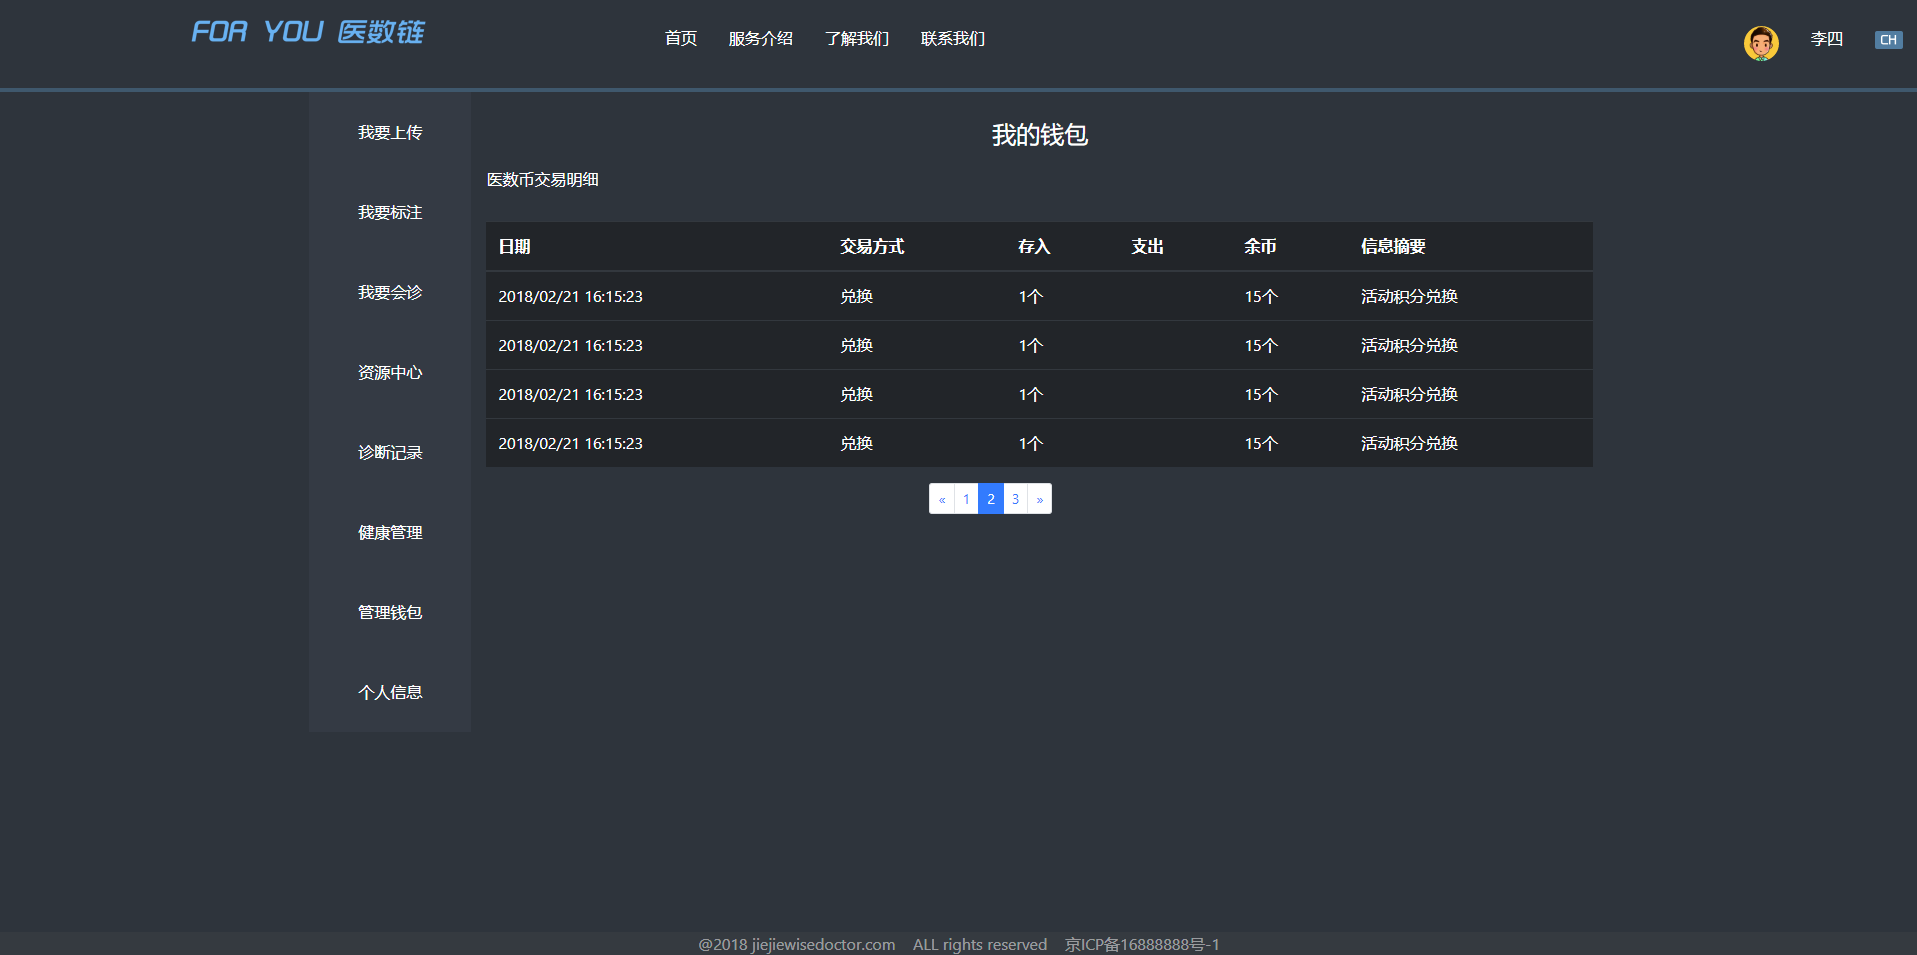 FOR YOU 医数链
首页 服务介绍 了解我们 联系我们
李四 CH
我要上传
我要标注
我要会诊
资源中心
诊断记录
健康管理
管理钱包
个人信息
我的钱包
医数币交易明细
日期 交易方式 存入 支出 余币 信息摘要
2018/02/21 16:15:23 兑换 1个 15个 活动积分兑换
2018/02/21 16:15:23 兑换 1个 15个 活动积分兑换
2018/02/21 16:15:23 兑换 1个 15个 活动积分兑换
2018/02/21 16:15:23 兑换 1个 15个 活动积分兑换
« 1 2 3 »
@2018 jiejiewisedoctor.com ALL rights reserved 京ICP备16888888号-1